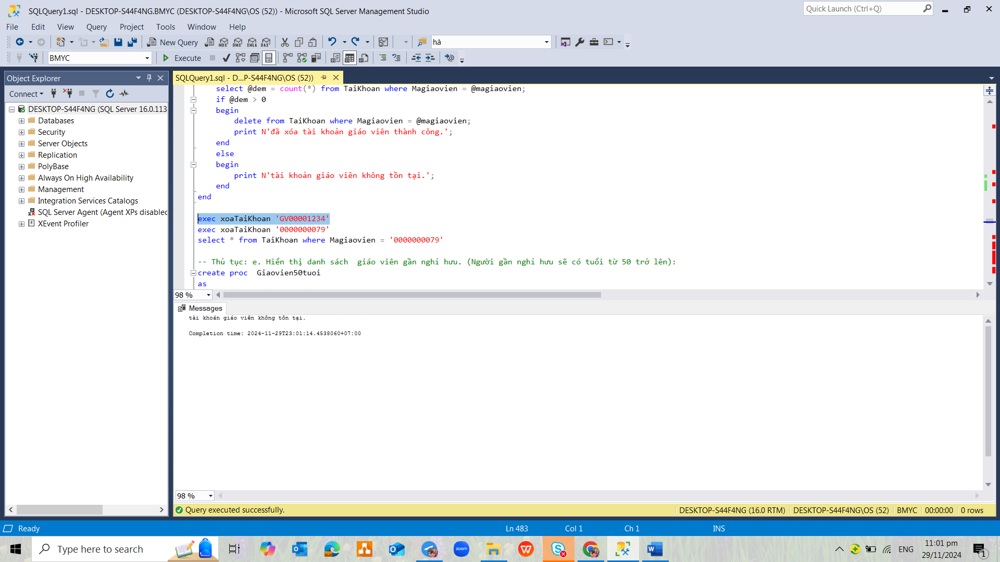 SQLQuery1.sql - DESKTOP-S44F4NG.BMYC (DESKTOP-S44F4NG\OS (52)) - Microsoft SQL Server Management Studio
Quick Launch (Ctrl+Q)
File Edit View Query Project Tools Window Help
New Query MDX DMX XMLA DAX hà
BMYC Execute
Object Explorer
Connect
DESKTOP-S44F4NG (SQL Server 16.0.113
Databases
Security
Server Objects
Replication
PolyBase
Always On High Availability
Management
Integration Services Catalogs
SQL Server Agent (Agent XPs disabled
XEvent Profiler
SQLQuery1.sql - D...P-S44F4NG\OS (52))
select @dem = count(*) from TaiKhoan where Magiaovien = @magiaovien;
if @dem > 0
begin
delete from TaiKhoan where Magiaovien = @magiaovien;
print N'đã xóa tài khoản giáo viên thành công.';
end
else
begin
print N'tài khoản giáo viên không tồn tại.';
end
end
exec xoaTaiKhoan 'GV00001234'
exec xoaTaiKhoan '0000000079'
select * from TaiKhoan where Magiaovien = '0000000079'
-- Thủ tục: e. Hiển thị danh sách  giáo viên gần nghỉ hưu. (Người gần nghỉ hưu sẽ có tuổi từ 50 trở lên):
create proc  Giaovien50tuoi
as
98 %
Messages
tài khoản giáo viên không tồn tại.
Completion time: 2024-11-29T23:01:14.4538060+07:00
98 %
Query executed successfully.
DESKTOP-S44F4NG (16.0 RTM) DESKTOP-S44F4NG\OS (52) BMYC 00:00:00 0 rows
Ready Ln 483 Col 1 Ch 1 INS
Type here to search
zoom
ENG
11:01 pm
29/11/2024
1